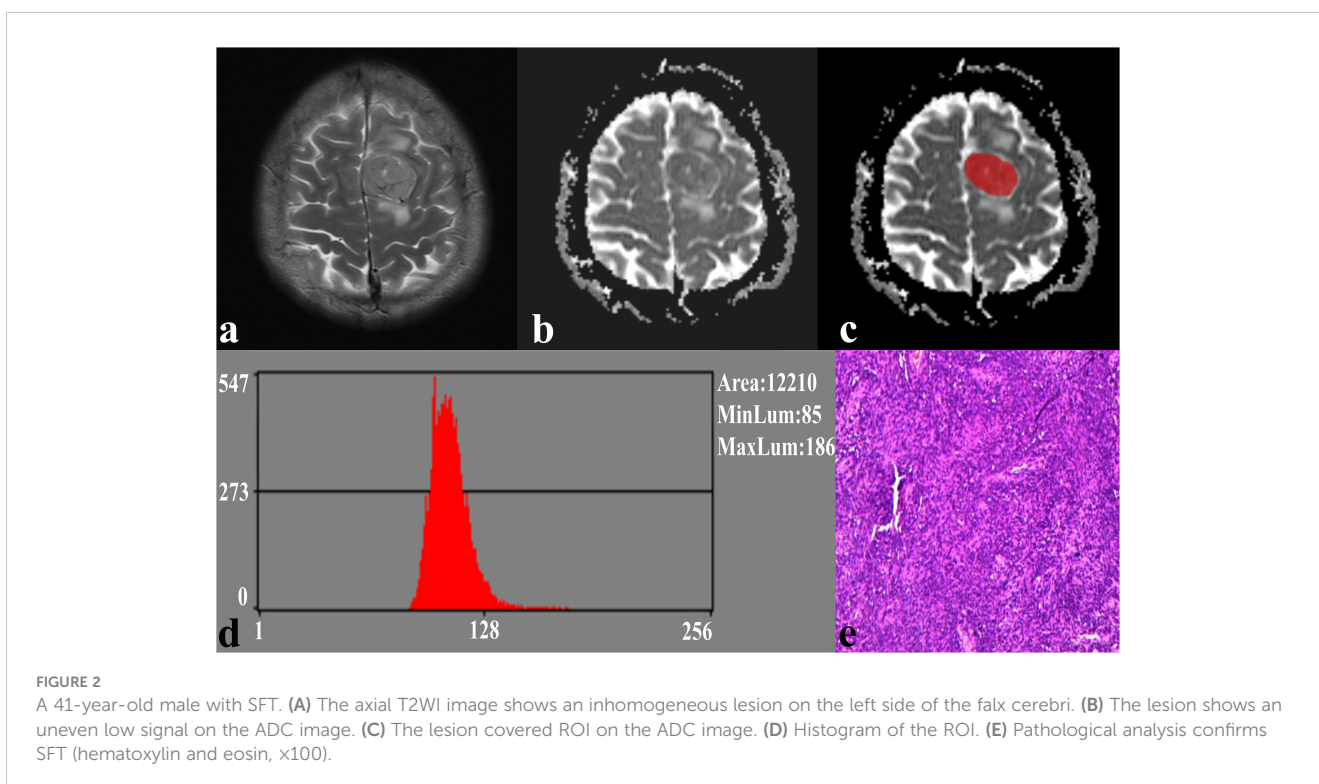 a
b
c
547
273
0
1
128
256
d
Area:12210
MinLum:85
MaxLum:186
e
FIGURE 2
A 41-year-old male with SFT. (A) The axial T2WI image shows an inhomogeneous lesion on the left side of the falx cerebri. (B) The lesion shows an
uneven low signal on the ADC image. (C) The lesion covered ROI on the ADC image. (D) Histogram of the ROI. (E) Pathological analysis confirms
SFT (hematoxylin and eosin, ×100).